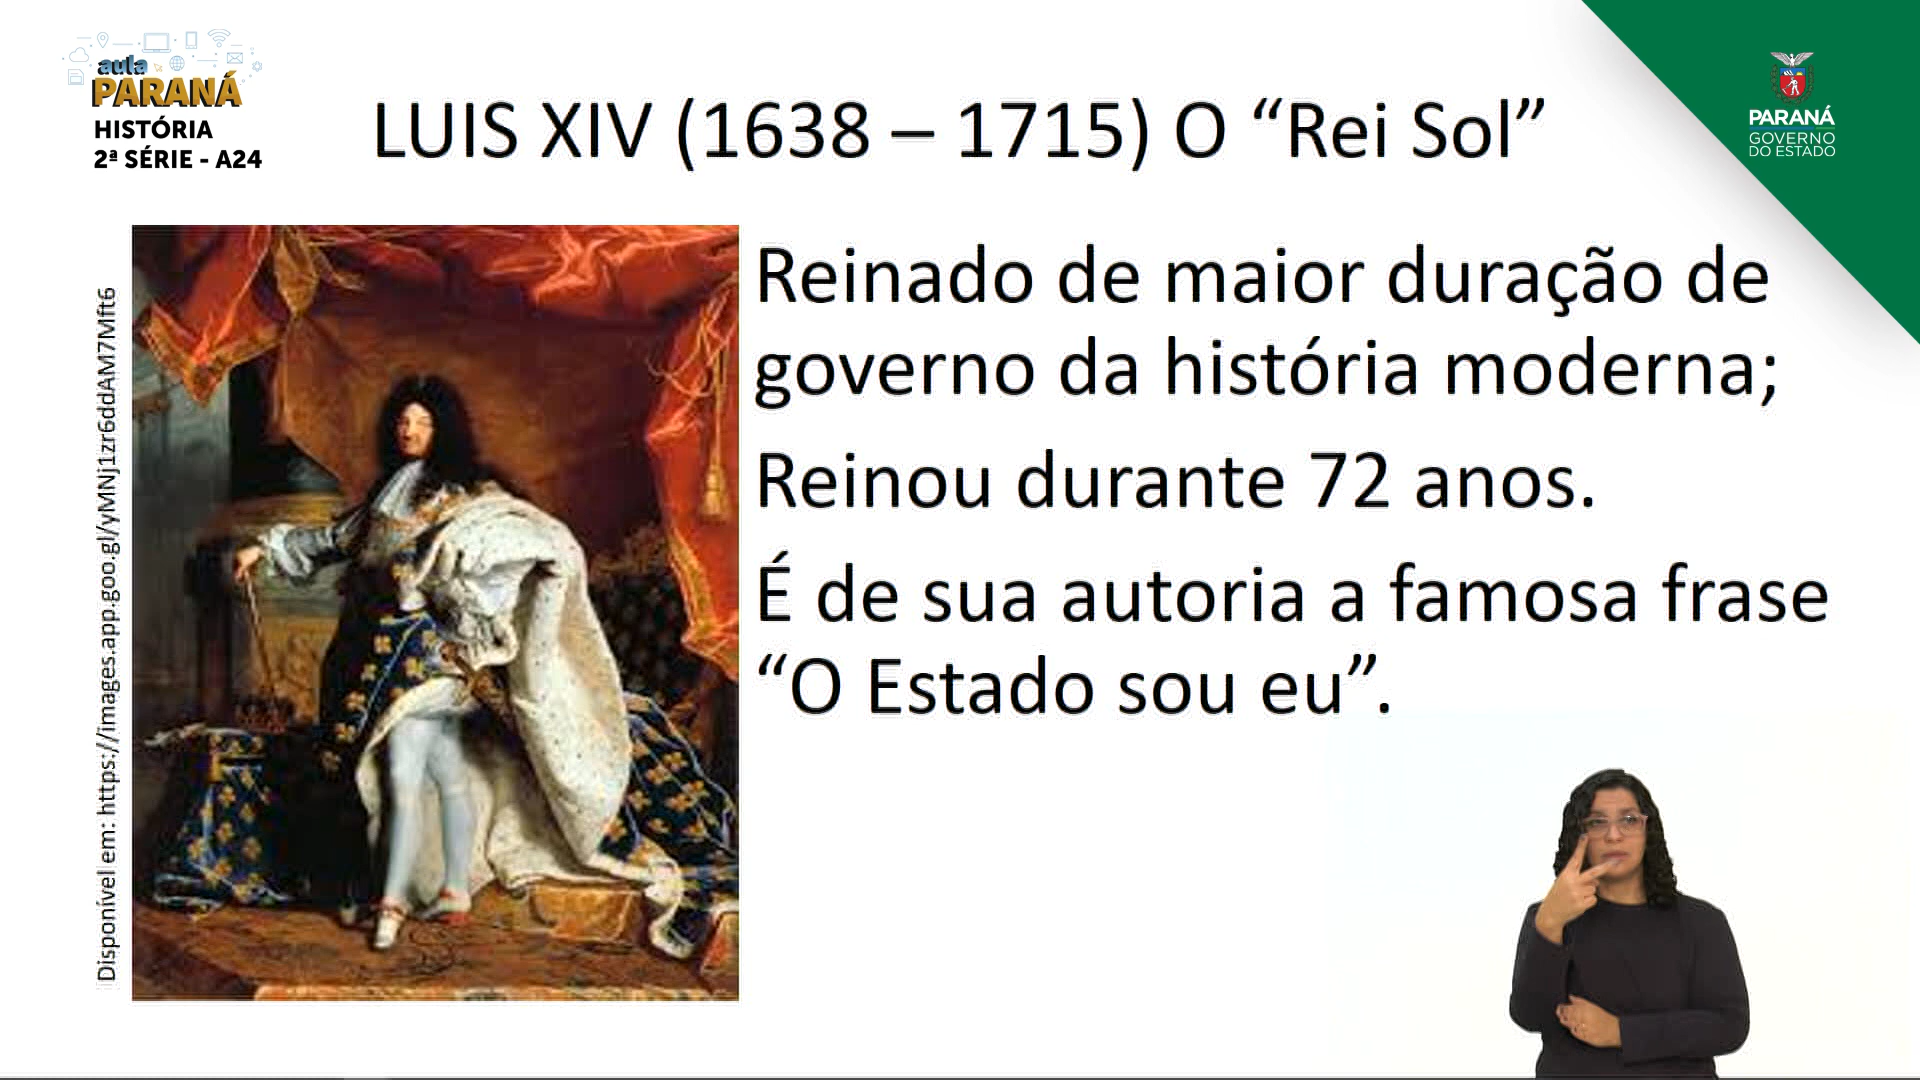 aula
PARANÁ
HISTÓRIA
2ª SÉRIE - A24
LUIS XIV (1638 – 1715) O “Rei Sol”
PARANÁ
GOVERNO
DO ESTADO
Disponível em: https://images.app.goo.gl/yMNj1zr6ddAM7Mft6
Reinado de maior duração de
governo da história moderna;
Reinou durante 72 anos.
É de sua autoria a famosa frase
“O Estado sou eu”.